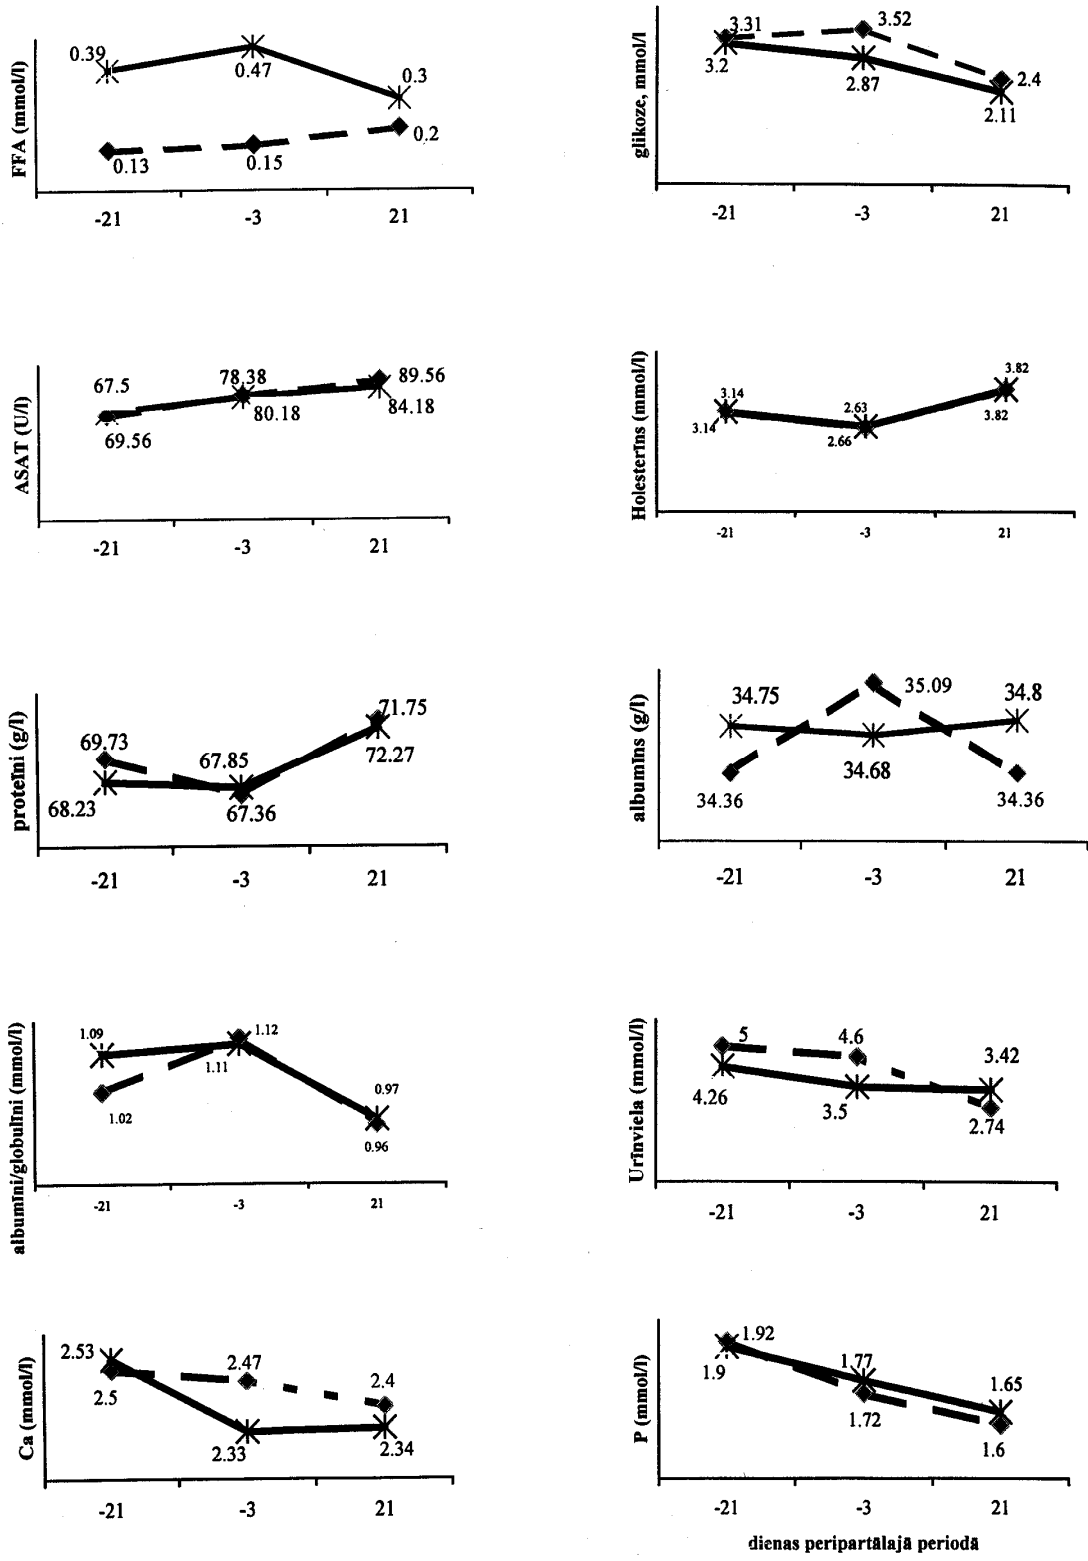 FFA (mmol/l)
0.39
0.47
0.3
0.13
0.15
0.2
-21 -3 21
glikoze, mmol/l
3.31
3.52
3.2
2.87
2.4
2.11
-21 -3 21
ASAT (U/l)
67.5
78.38
89.56
69.56
80.18
84.18
-21 -3 21
Holesterīns (mmol/l)
3.14
2.63
3.82
3.14
2.66
3.82
-21 -3 21
proteīni (g/l)
69.73
67.85
71.75
68.23
67.36
72.27
-21 -3 21
albumīns (g/l)
34.75
35.09
34.8
34.36
34.68
34.36
-21 -3 21
albumīni/globulīni (mmol/l)
1.09
1.12
0.97
1.02
1.11
0.96
-21 -3 21
Urīnviela (mmol/l)
5
4.6
3.42
4.26
3.5
2.74
-21 -3 21
Ca (mmol/l)
2.53
2.47
2.4
2.5
2.33
2.34
-21 -3 21
P (mmol/l)
1.92
1.77
1.65
1.9
1.72
1.6
-21 -3 21
dienas peripartālajā periodā